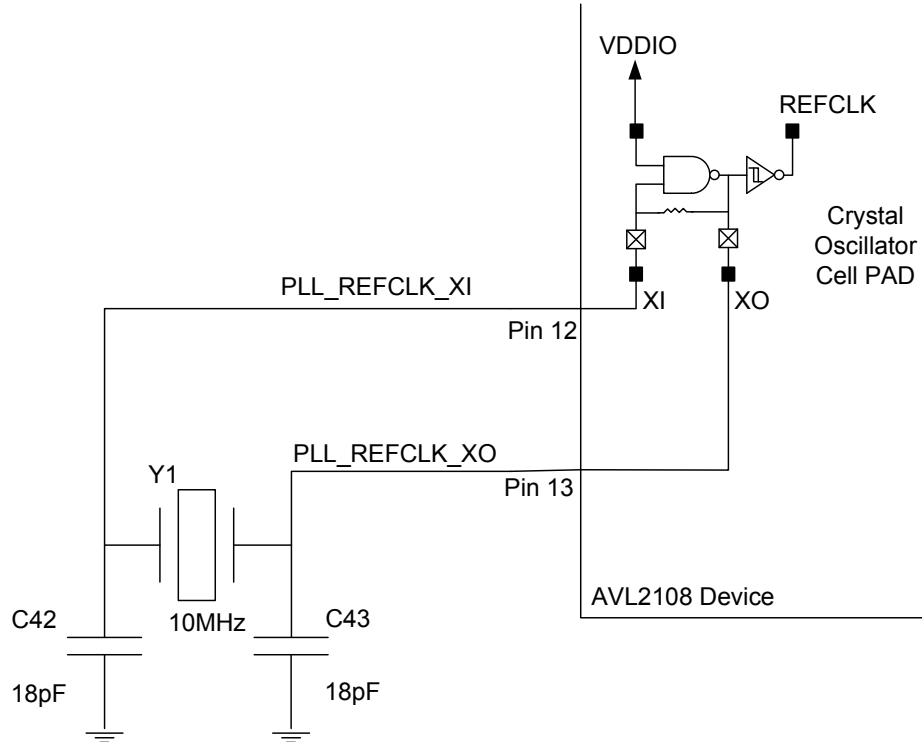 VDDIO
REFCLK
Crystal
Oscillator
Cell PAD
PLL_REFCLK_XI
XI
XO
Pin 12
PLL_REFCLK_XO
Y1
Pin 13
AVL2108 Device
C42
10MHz
C43
18pF
18pF